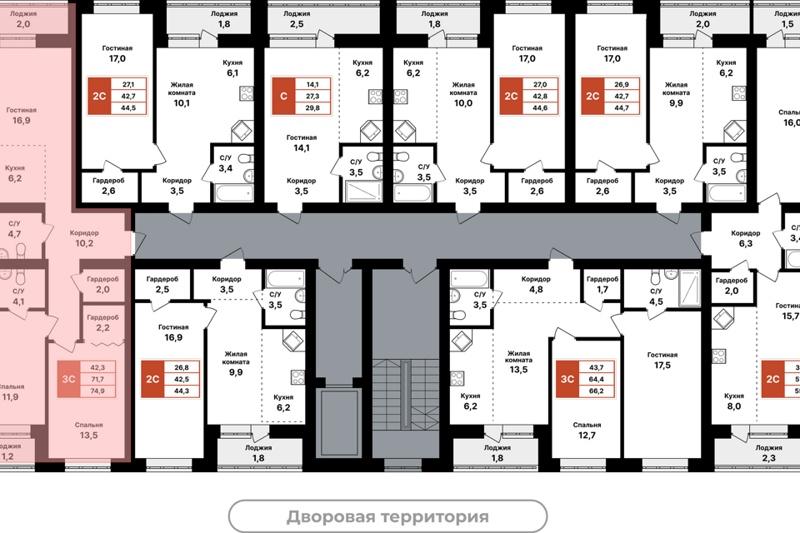 Лоджия
2,0
Лоджия
1,8
Лоджия
2,5
Лоджия
1,8
Лоджия
2,0
Лоджия
1,5
Гостиная
16,9
Кухня
6,2
С/У
4,7
Коридор
10,2
С/У
4,1
Гардероб
2,0
Гардероб
2,2
3С
42,3
71,7
74,9
Спальня
13,5
11,9
1,2
Гостиная
17,0
2С
27,1
42,7
44,5
Кухня
6,1
Жилая
комната
10,1
С/У
3,4
Гардероб
2,6
Коридор
3,5
С
14,1
27,3
29,8
Кухня
6,2
Гостиная
14,1
С/У
3,5
Коридор
3,5
Кухня
6,2
Жилая
комната
10,0
Гостиная
17,0
2С
27,0
42,8
44,6
С/У
3,5
Коридор
3,5
Гардероб
2,6
Гостиная
17,0
2С
26,9
42,7
44,7
Кухня
6,2
Жилая
комната
9,9
С/У
3,5
Гардероб
2,6
Коридор
3,5
16,0
Коридор
6,3
С/У
Гардероб
2,0
15,7
Кухня
8,0
2С
Лоджия
2,3
Гардероб
2,5
Коридор
3,5
С/У
3,5
Гостиная
16,9
2С
26,8
42,5
44,3
Жилая
комната
9,9
Кухня
6,2
Лоджия
1,8
С/У
3,5
Коридор
4,8
Гардероб
1,7
С/У
4,5
Жилая
комната
13,5
Кухня
6,2
3С
43,7
64,4
66,2
Спальня
12,7
Гостиная
17,5
Лоджия
1,8
Дворовая территория